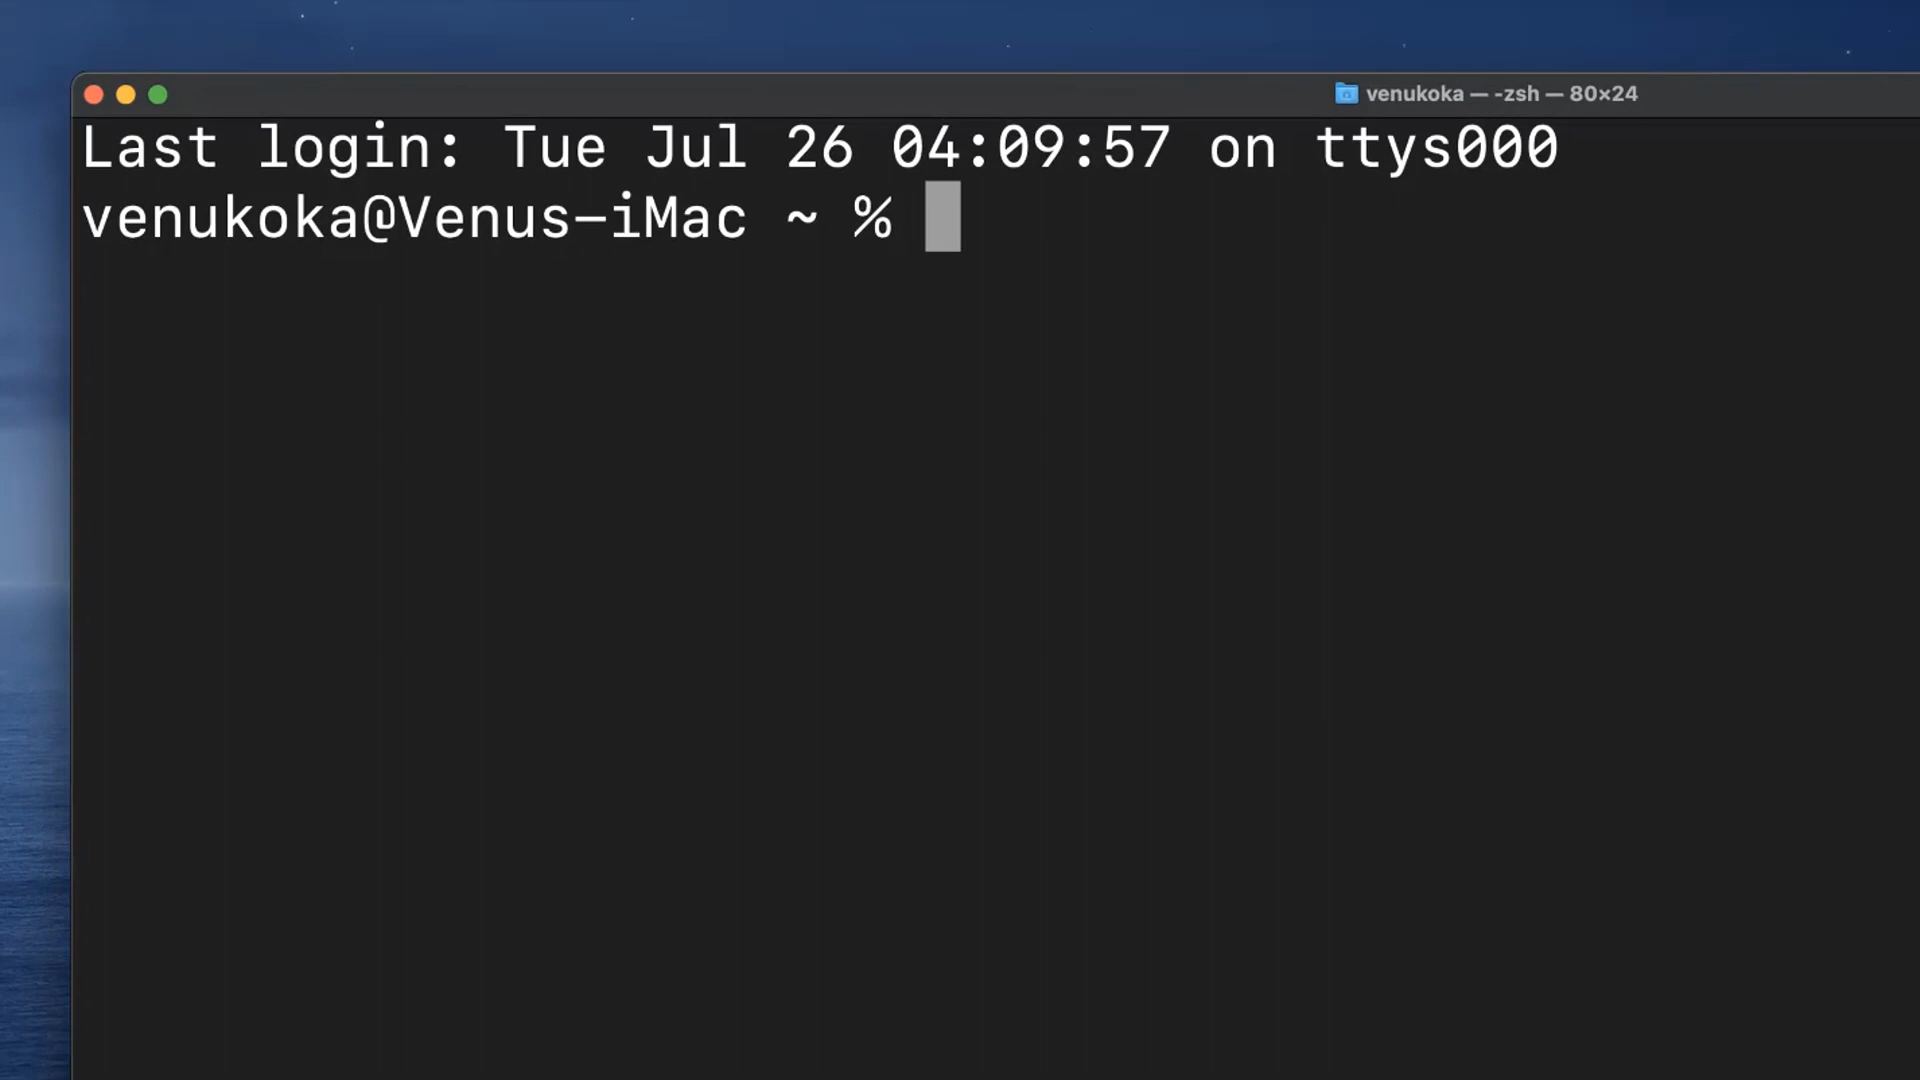 venukoka — -zsh — 80×24
Last login: Tue Jul 26 04:09:57 on ttys000
venukoka@Venus-iMac ~ %